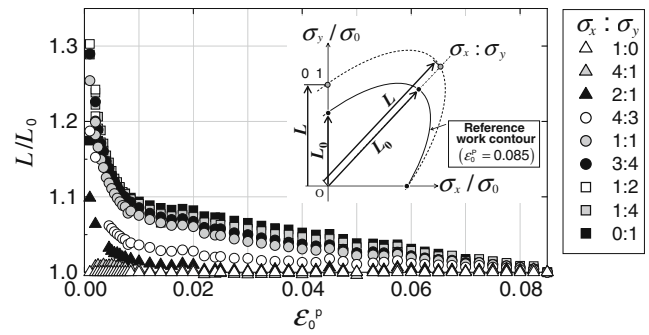 L/L₀
1.3
1.2
1.1
1.0
0.00
0.02
0.04
0.06
0.08
ε₀ᵖ
σy/σ₀
σx : σy
0 1
L
L₀
L
L₀
O
σx/σ₀
Reference
work contour
(ε₀ᵖ = 0.085)
σx : σy
1:0
4:1
2:1
4:3
1:1
3:4
1:2
1:4
0:1